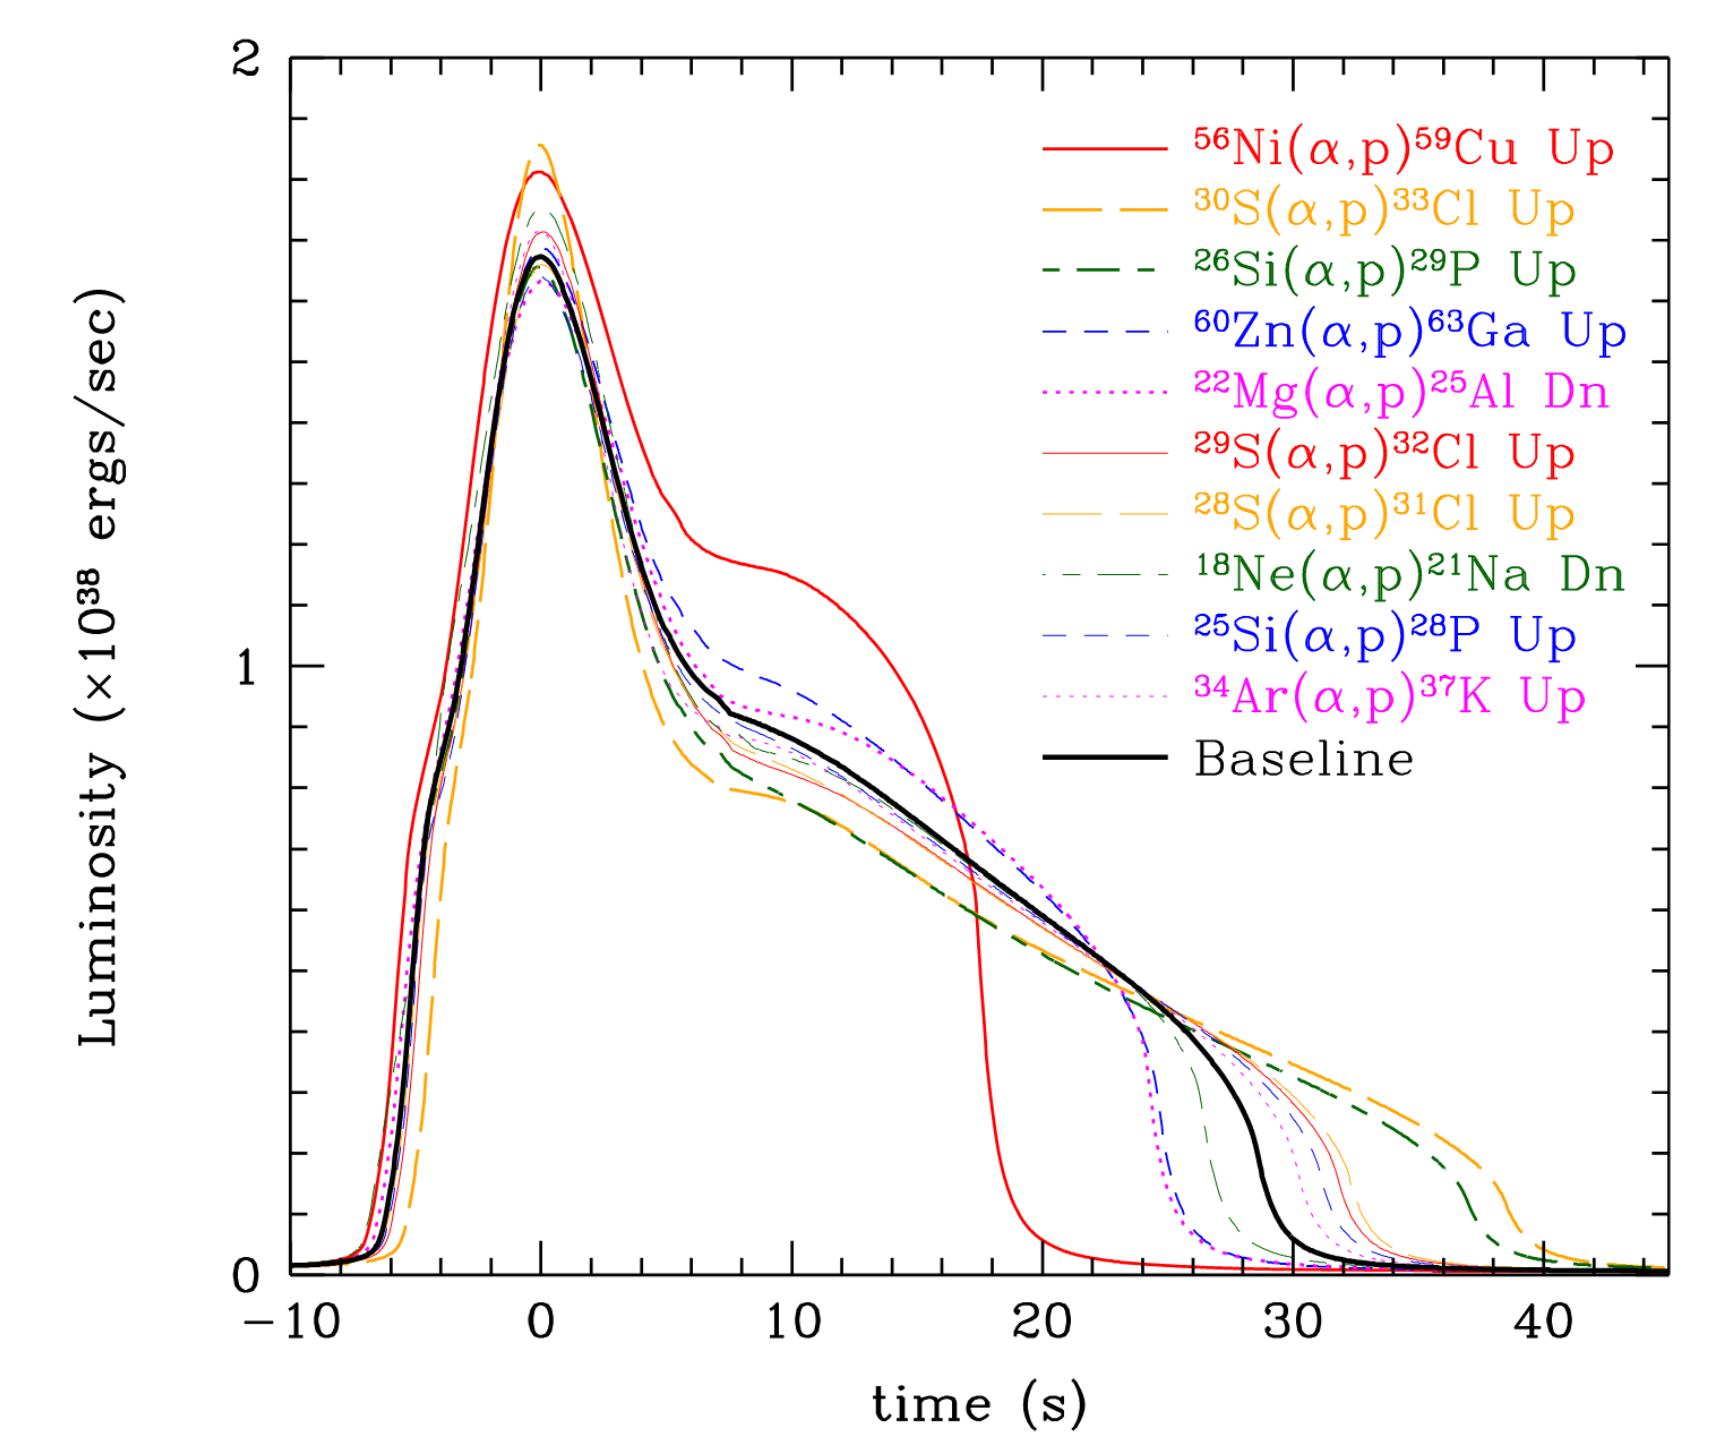 2
1
0
-10 0 10 20 30 40
time (s)
Luminosity (×10³⁸ ergs/sec)
⁵⁶Ni(α,p)⁵⁹Cu Up
³⁰S(α,p)³³Cl Up
²⁶Si(α,p)²⁹P Up
⁶⁰Zn(α,p)⁶³Ga Up
²²Mg(α,p)²⁵Al Dn
²⁹S(α,p)³²Cl Up
²⁸S(α,p)³¹Cl Up
¹⁸Ne(α,p)²¹Na Dn
²⁵Si(α,p)²⁸P Up
³⁴Ar(α,p)³⁷K Up
Baseline